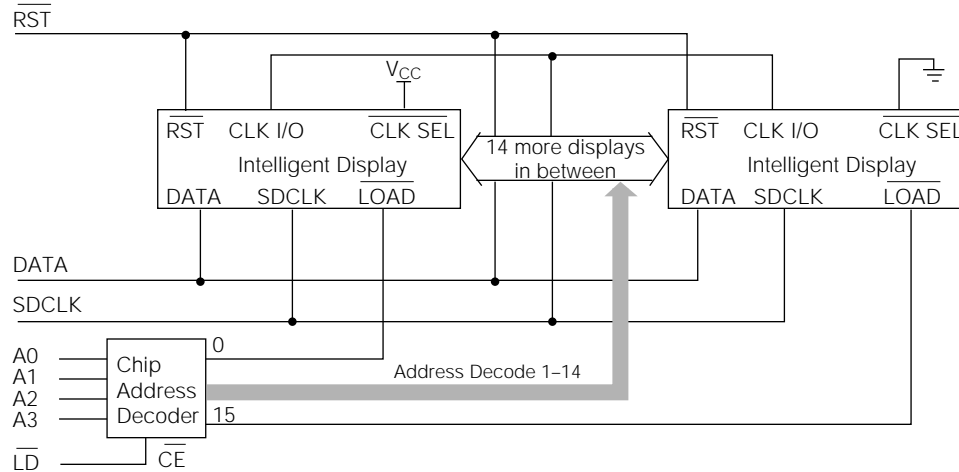 RST
VCC
RST CLK I/O CLK SEL
Intelligent Display
DATA SDCLK LOAD
14 more displays
in between
RST CLK I/O CLK SEL
Intelligent Display
DATA SDCLK LOAD
DATA
SDCLK
A0
A1
A2
A3
Chip
Address
Decoder
0
15
Address Decode 1–14
LD
CE